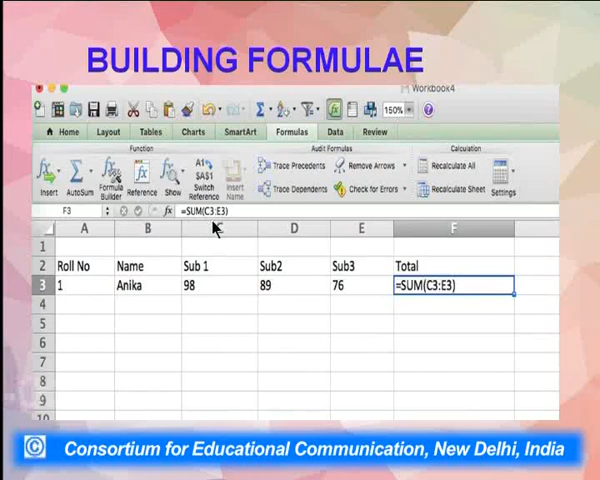 BUILDING FORMULAE
Workbook4
150%
Home Layout Tables Charts SmartArt Formulas Data Review
Function Audit Formulas Calculation
Insert AutoSum Formula Builder Reference Show Switch Reference Insert Name Trace Precedents Remove Arrows Recalculate All
Trace Dependents Check for Errors Recalculate Sheet Settings
F3 fx =SUM(C3:E3)
A B D E F
1
2 Roll No Name Sub 1 Sub2 Sub3 Total
3 1 Anika 98 89 76 =SUM(C3:E3)
4
5
6
7
8
9
10
© Consortium for Educational Communication, New Delhi, India